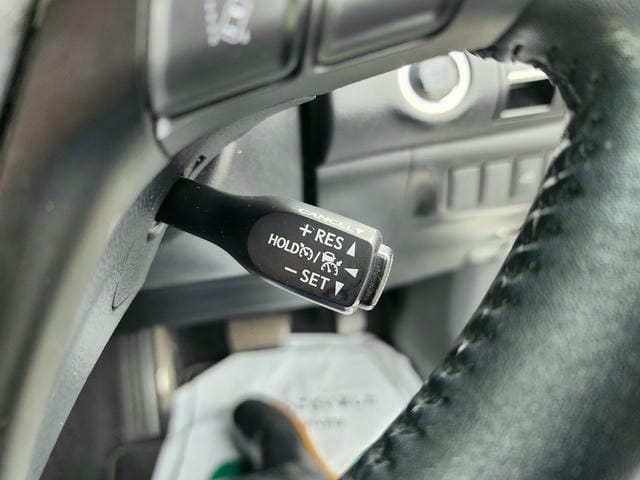 CANCEL▼
+ RES ▲
HOLD /
− SET ▼